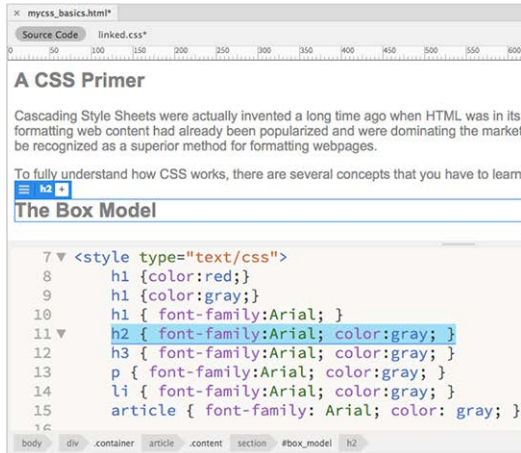 × mycss_basics.html*
Source Code linked.css*
0 50 100 150 200 250 300 350 400 450 500 550 600
A CSS Primer
Cascading Style Sheets were actually invented a long time ago when HTML was in its
formatting web content had already been popularized and were dominating the market
be recognized as a superior method for formatting webpages.
To fully understand how CSS works, there are several concepts that you have to learn
h2 +
The Box Model
7 <style type="text/css">
8 h1 {color:red;}
9 h1 {color:gray;}
10 h1 { font-family:Arial; }
11 h2 { font-family:Arial; color:gray; }
12 h3 { font-family:Arial; color:gray; }
13 p { font-family:Arial; color:gray; }
14 li { font-family:Arial; color:gray; }
15 article { font-family: Arial; color: gray; }
16
body div .container article .content section #box_model h2